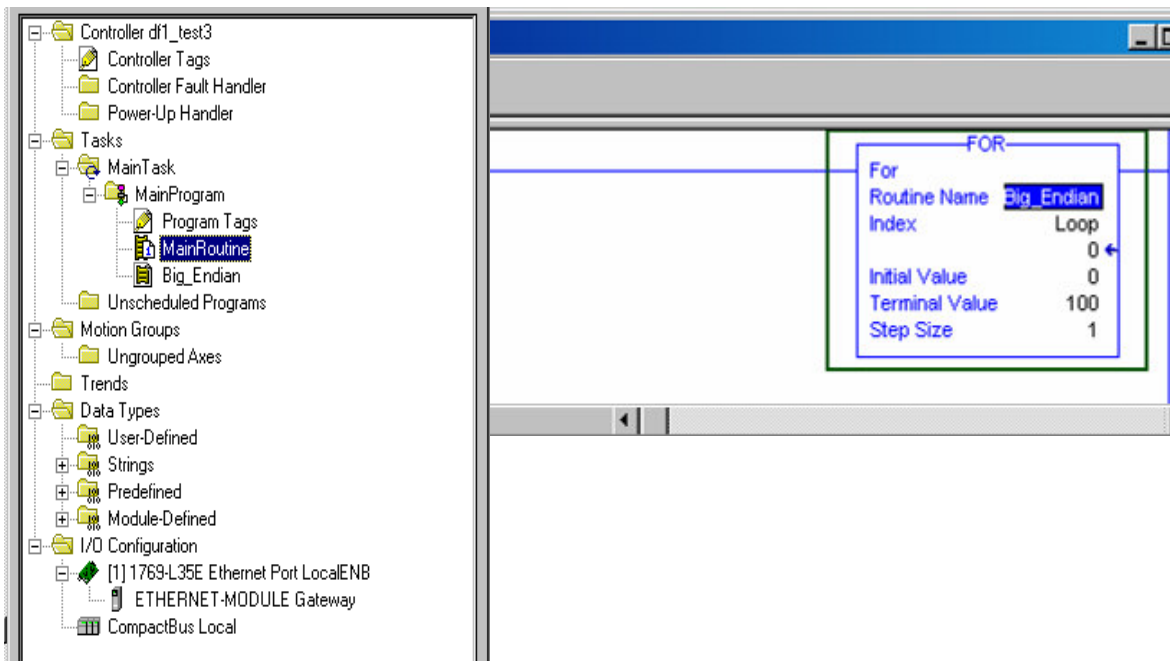 Controller df1_test3
Controller Tags
Controller Fault Handler
Power-Up Handler
Tasks
MainTask
MainProgram
Program Tags
MainRoutine
Big_Endian
Unscheduled Programs
Motion Groups
Ungrouped Axes
Trends
Data Types
User-Defined
Strings
Predefined
Module-Defined
I/O Configuration
[1] 1769-L35E Ethernet Port LocalENB
ETHERNET-MODULE Gateway
CompactBus Local
FOR
For
Routine Name Big_Endian
Index Loop
0
Initial Value 0
Terminal Value 100
Step Size 1